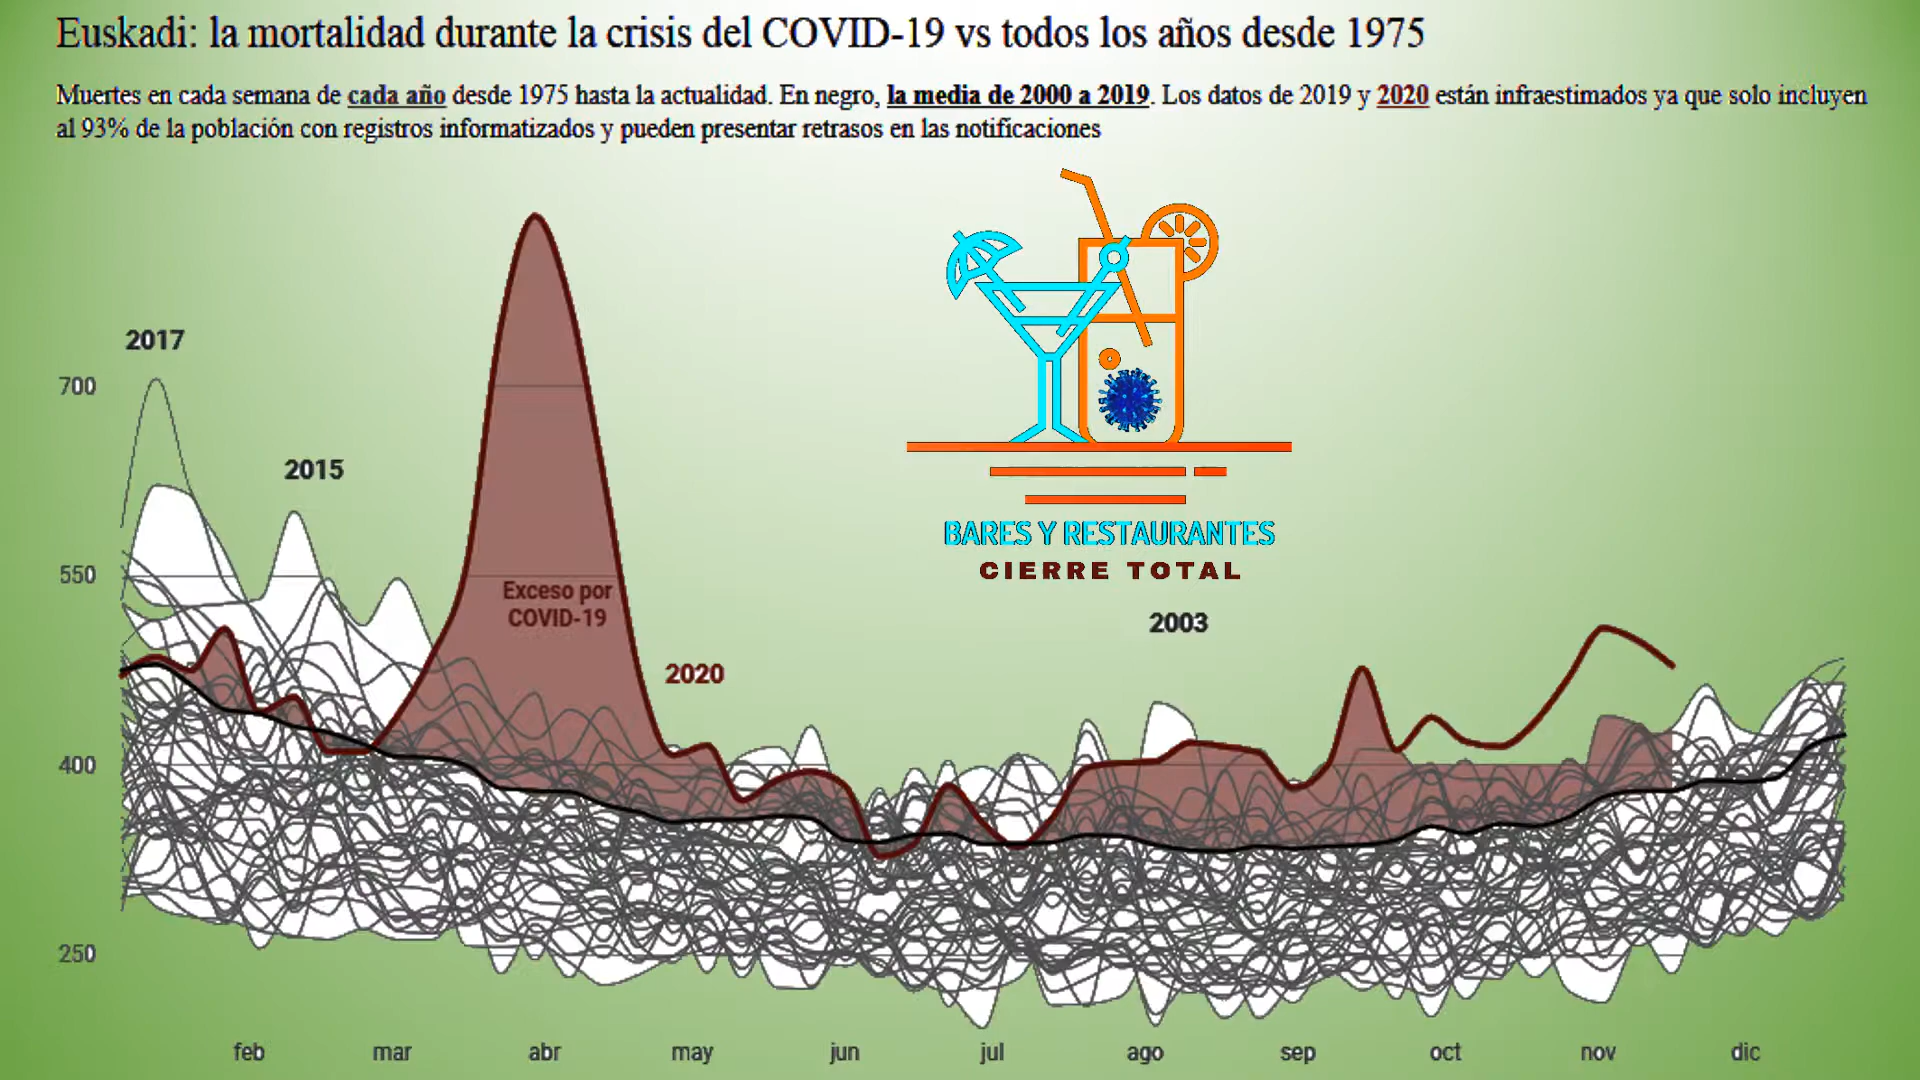 Euskadi: la mortalidad durante la crisis del COVID-19 vs todos los años desde 1975
Muertes en cada semana de cada año desde 1975 hasta la actualidad. En negro, la media de 2000 a 2019. Los datos de 2019 y 2020 están infraestimados ya que solo incluyen
al 93% de la población con registros informatizados y pueden presentar retrasos en las notificaciones
2017
700
2015
550
BARES Y RESTAURANTES
CIERRE TOTAL
Exceso por
COVID-19
2003
2020
400
250
feb mar abr may jun jul ago sep oct nov dic